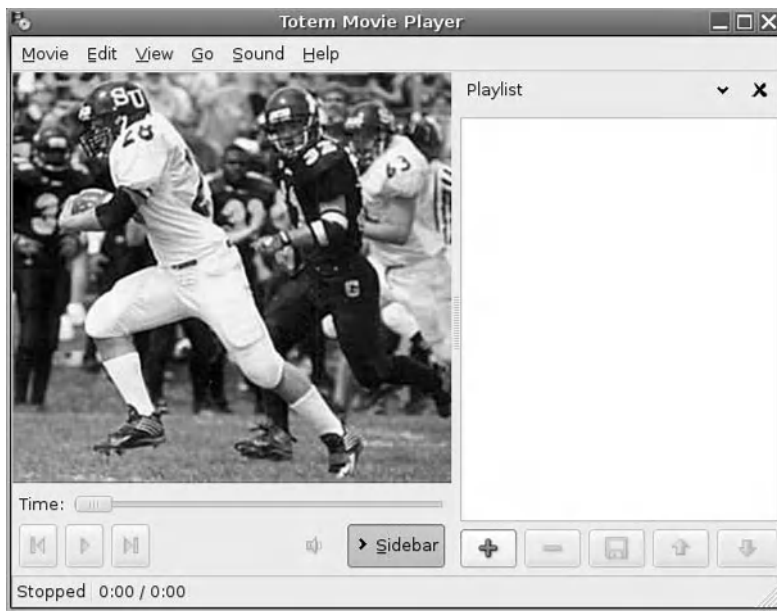 Totem Movie Player
Movie Edit View Go Sound Help
SU
28
32
G
Playlist
Time:
Sidebar
Stopped 0:00 / 0:00